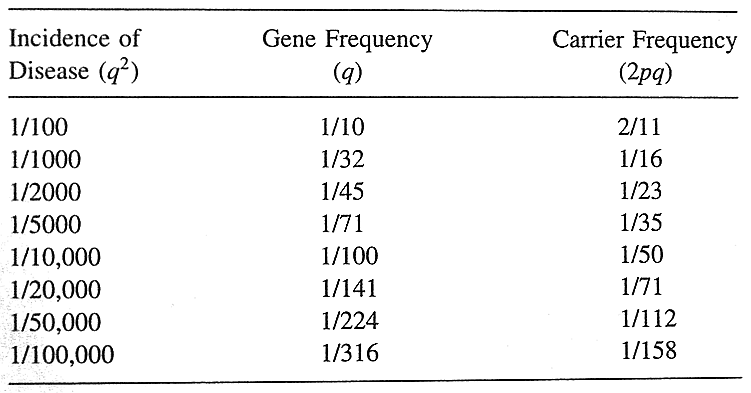 Incidence of Gene Frequency Carrier Frequency
Disease (q²) (q) (2pq)
1/100 1/10 2/11
1/1000 1/32 1/16
1/2000 1/45 1/23
1/5000 1/71 1/35
1/10,000 1/100 1/50
1/20,000 1/141 1/71
1/50,000 1/224 1/112
1/100,000 1/316 1/158